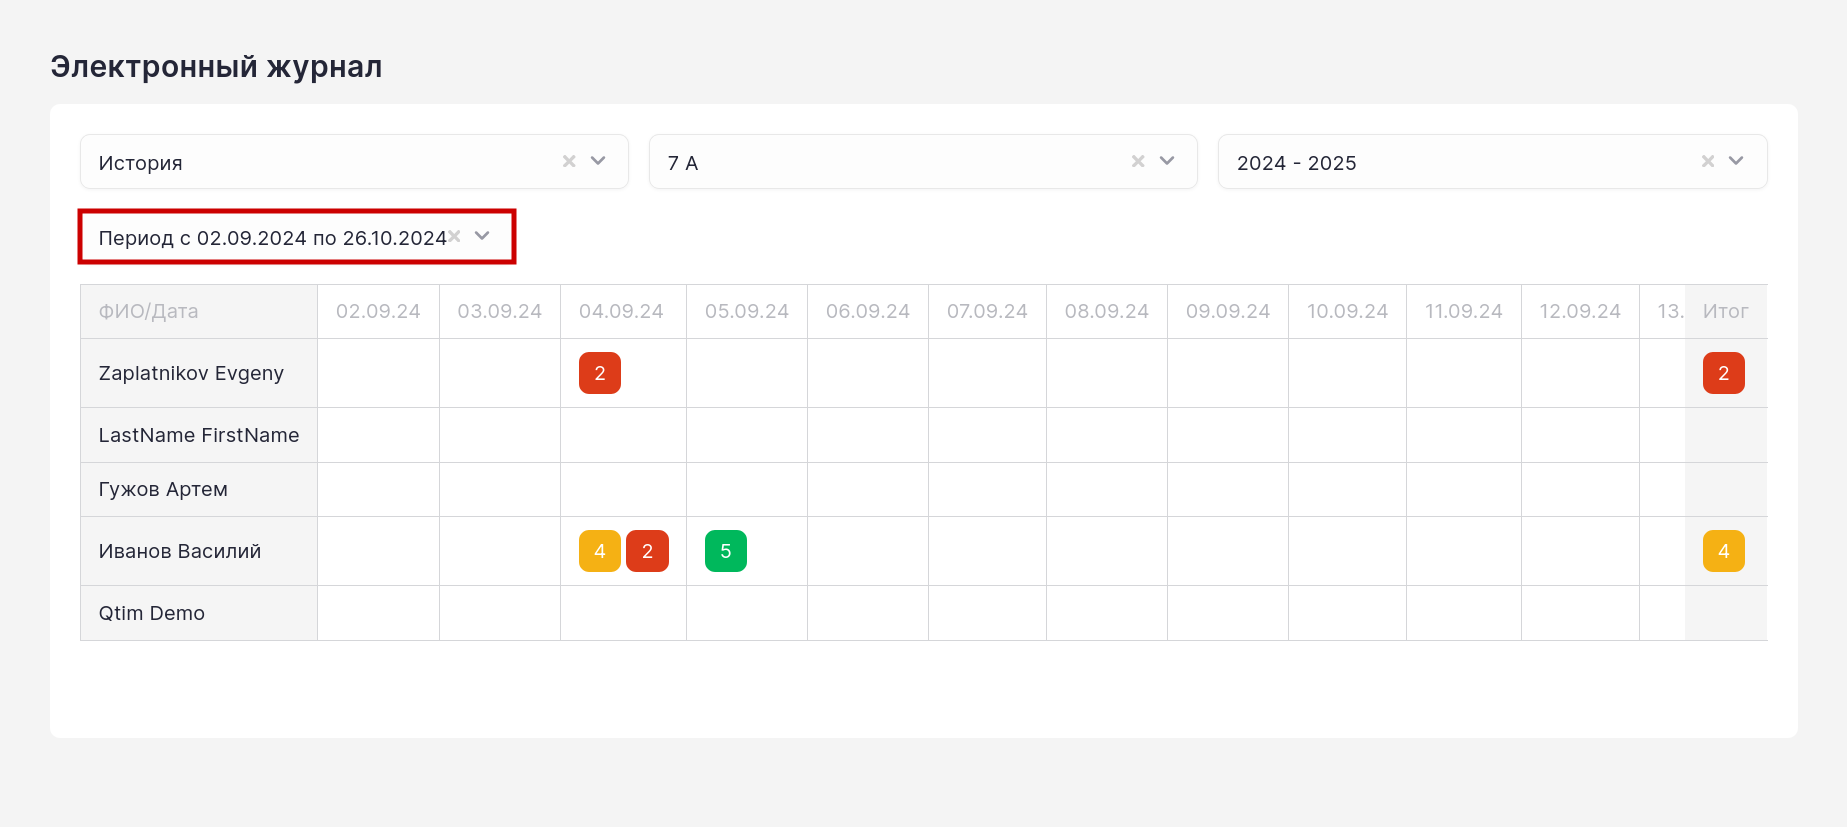 Электронный журнал
История 7 А 2024 - 2025
Период с 02.09.2024 по 26.10.2024
ФИО/Дата 02.09.24 03.09.24 04.09.24 05.09.24 06.09.24 07.09.24 08.09.24 09.09.24 10.09.24 11.09.24 12.09.24 13. Итог
Zaplatnikov Evgeny 2 2
LastName FirstName
Гужов Артем
Иванов Василий 4 2 5 4
Qtim Demo